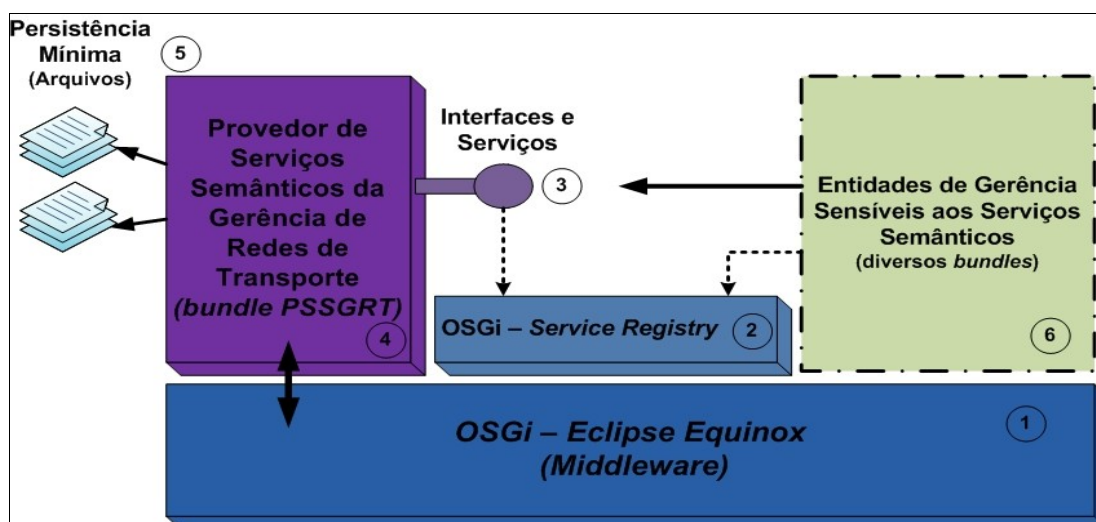 Persistência
Mínima
(Arquivos)
5
Provedor de
Serviços
Semânticos da
Gerência de
Redes de
Transporte
(bundle PSSGRT)
4
Interfaces e
Serviços
3
OSGi – Service Registry
2
Entidades de Gerência
Sensíveis aos Serviços
Semânticos
(diversos bundles)
6
OSGi – Eclipse Equinox
(Middleware)
1